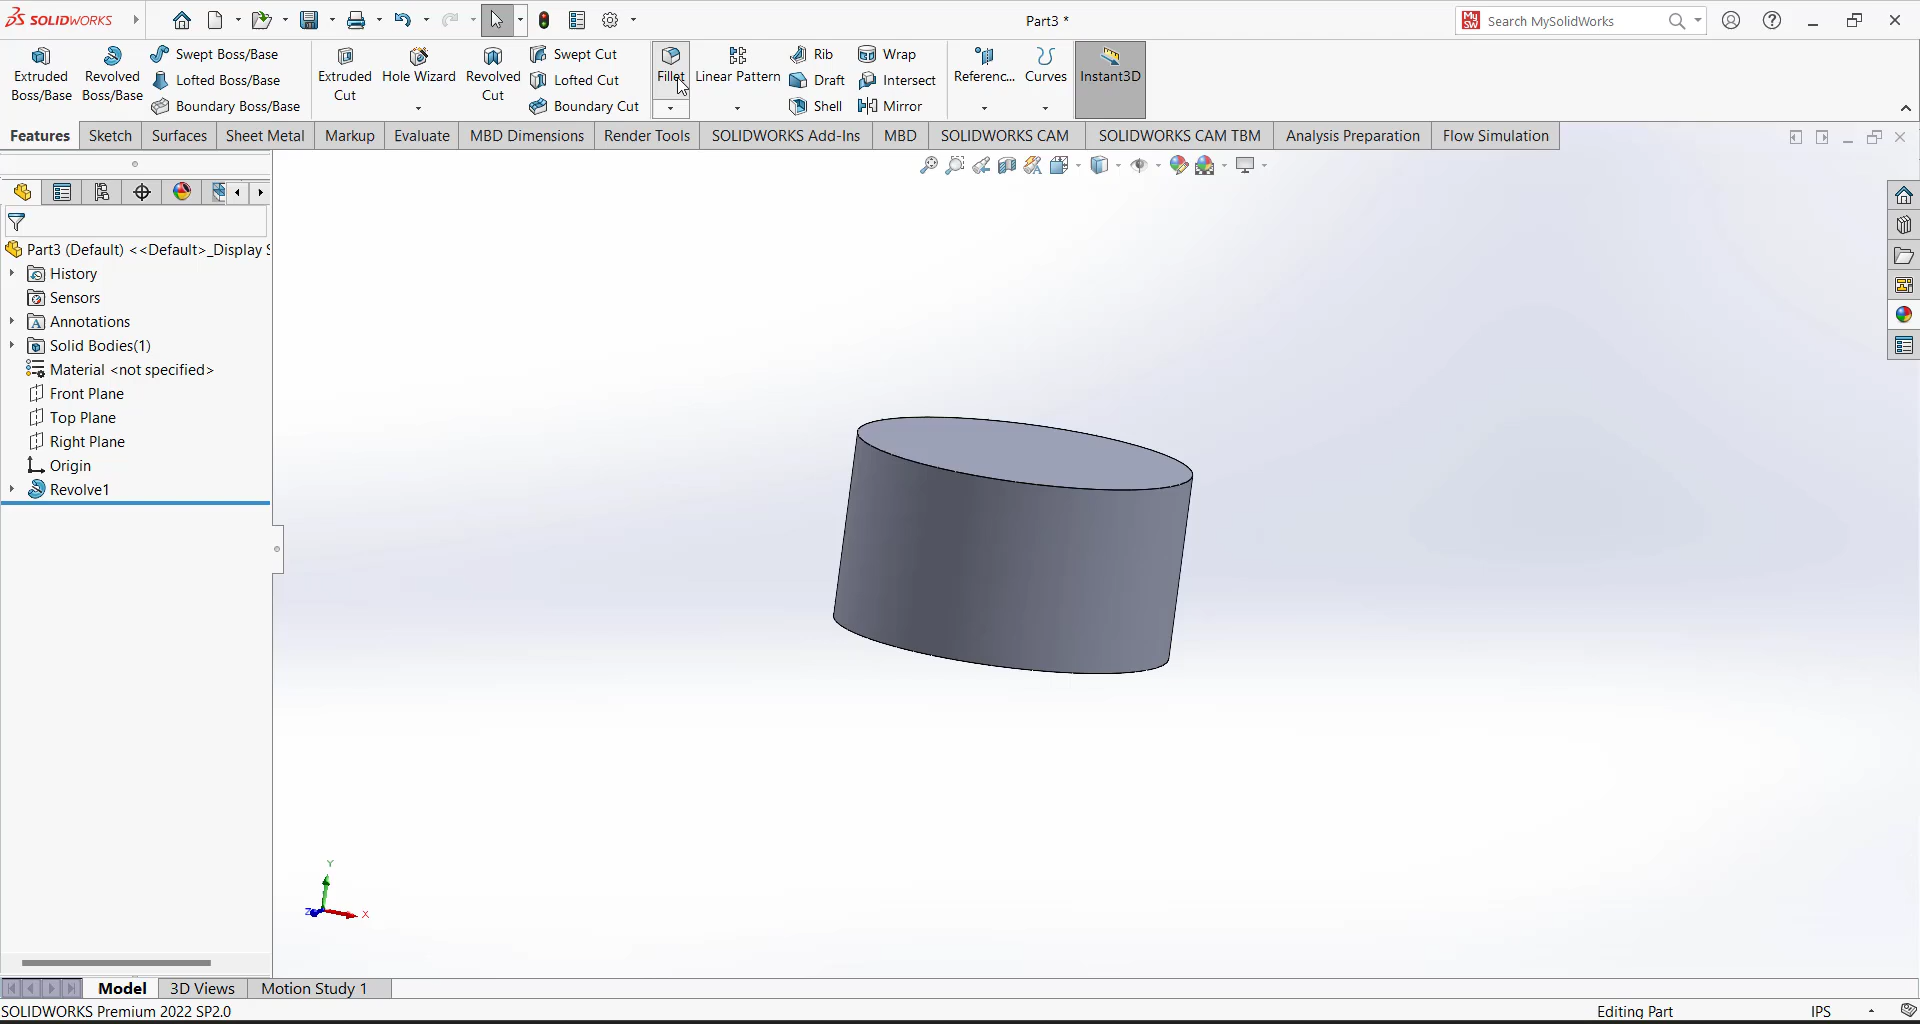 SOLIDWORKS
Part3 *
Search MySolidWorks
Extruded Boss/Base
Revolved Boss/Base
Swept Boss/Base
Lofted Boss/Base
Boundary Boss/Base
Extruded Cut
Hole Wizard
Revolved Cut
Swept Cut
Lofted Cut
Boundary Cut
Fillet
Linear Pattern
Rib
Draft
Shell
Wrap
Intersect
Mirror
Referenc...
Curves
Instant3D
Features
Sketch
Surfaces
Sheet Metal
Markup
Evaluate
MBD Dimensions
Render Tools
SOLIDWORKS Add-Ins
MBD
SOLIDWORKS CAM
SOLIDWORKS CAM TBM
Analysis Preparation
Flow Simulation
Part3 (Default) <<Default>_Display S
History
Sensors
Annotations
Solid Bodies(1)
Material <not specified>
Front Plane
Top Plane
Right Plane
Origin
Revolve1
Y
Z
X
Model
3D Views
Motion Study 1
SOLIDWORKS Premium 2022 SP2.0
Editing Part
IPS